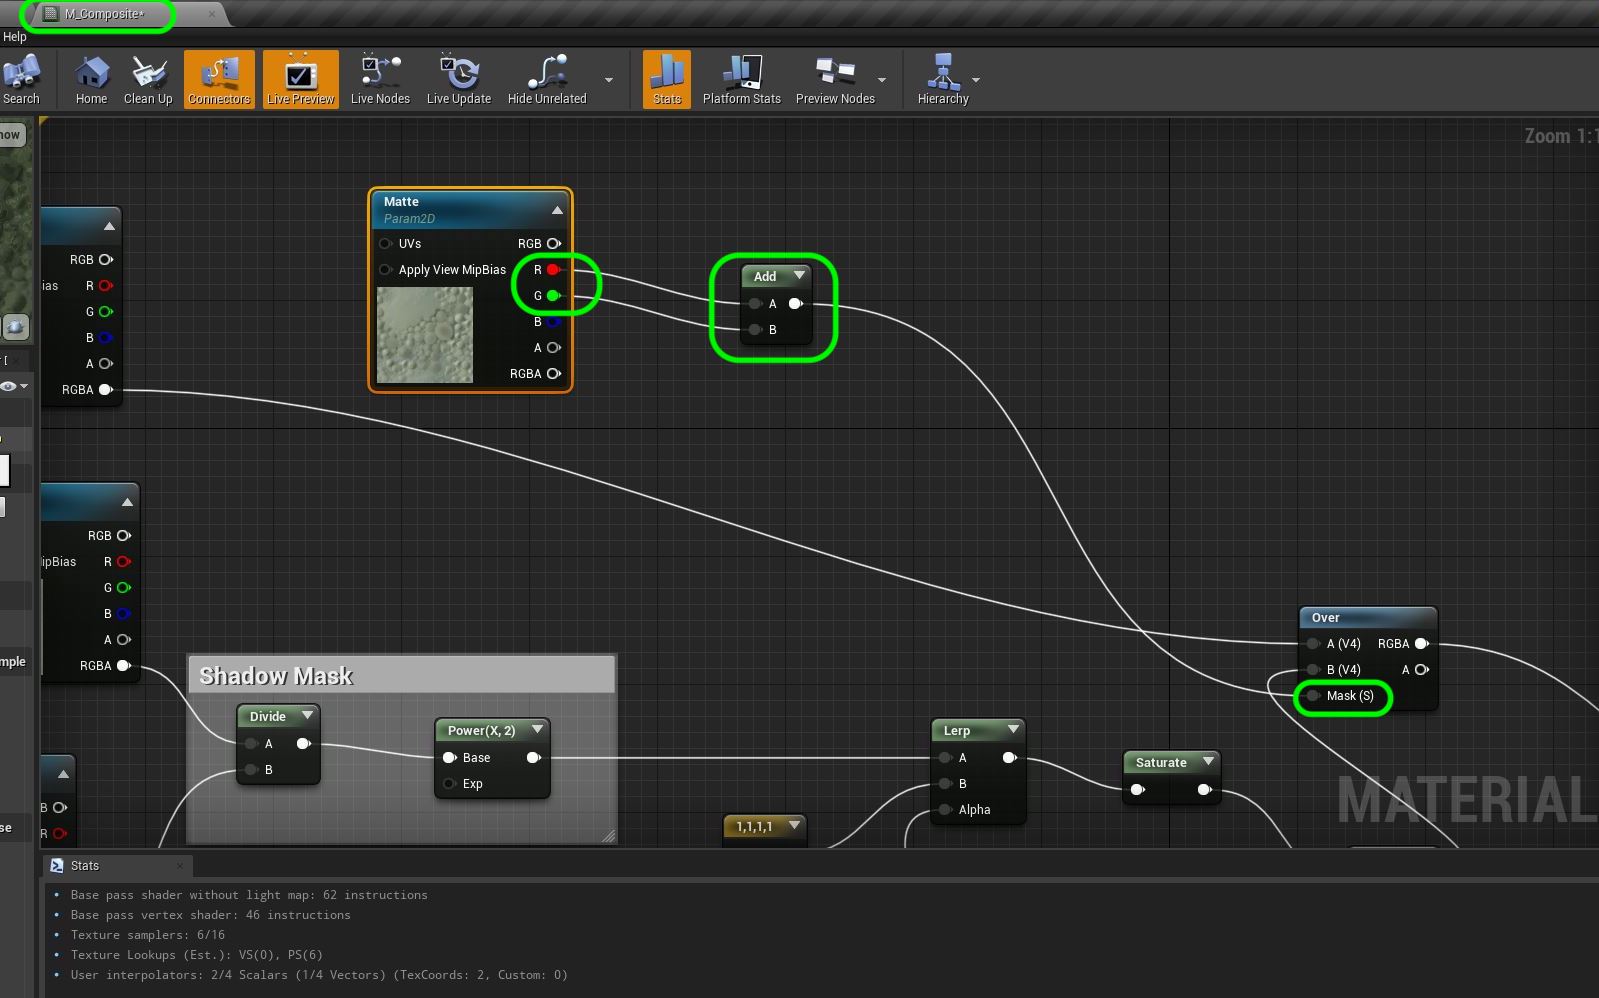 M_Composite*
Help
Search
Home
Clean Up
Connectors
Live Preview
Live Nodes
Live Update
Hide Unrelated
Stats
Platform Stats
Preview Nodes
Hierarchy
Zoom 1:1
Matte
Param2D
UVs
RGB
Apply View MipBias
R
G
B
A
RGBA
Add
A
B
RGB
R
G
B
A
RGBA
RGB
R
G
B
A
RGBA
Shadow Mask
Divide
A
B
Power(X, 2)
Base
Exp
Lerp
A
B
Alpha
1,1,1,1
Saturate
Over
A (V4)
RGBA
B (V4)
A
Mask (S)
B
R
MATERIAL
Stats
Base pass shader without light map: 62 instructions
Base pass vertex shader: 46 instructions
Texture samplers: 6/16
Texture Lookups (Est.): VS(0), PS(6)
User interpolators: 2/4 Scalars (1/4 Vectors) (TexCoords: 2, Custom: 0)